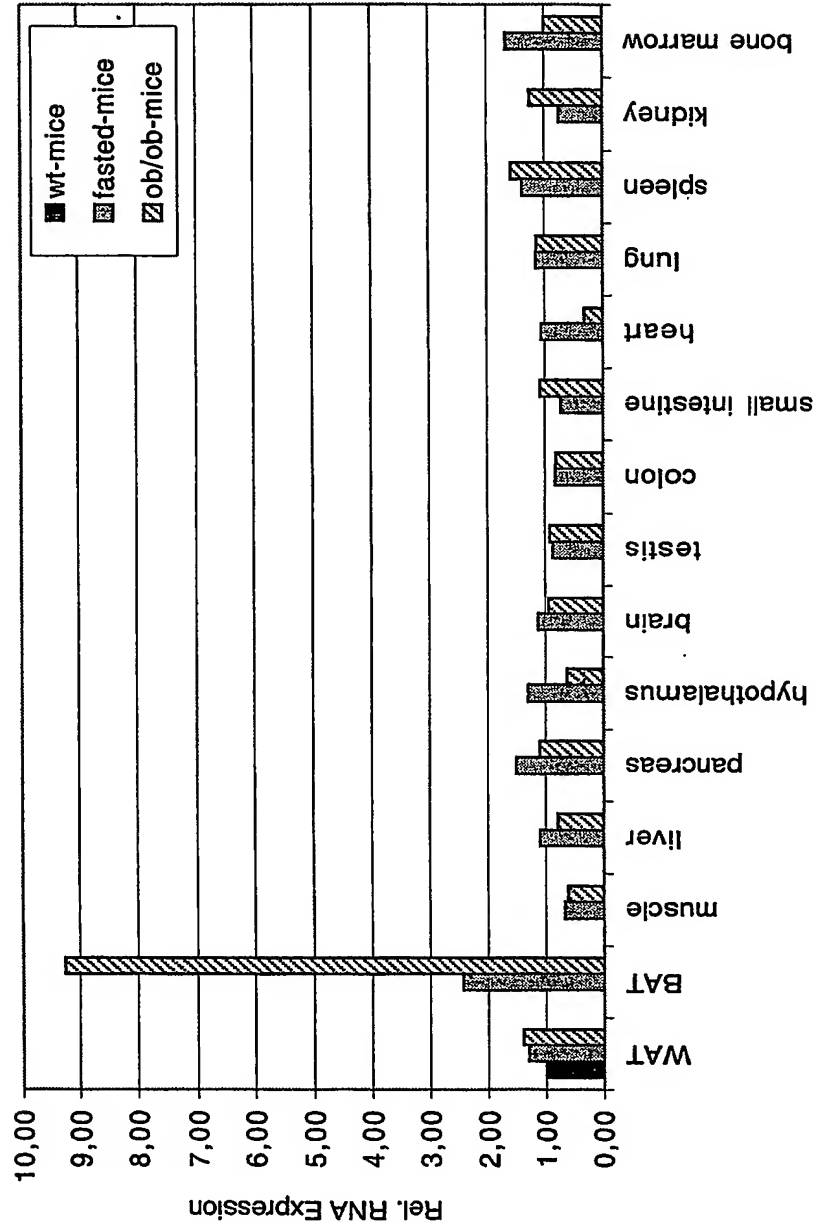 wt-mice
fasted-mice
ob/ob-mice
Rel. RNA Expression
10,00
9,00
8,00
7,00
6,00
5,00
4,00
3,00
2,00
1,00
0,00
WAT
BAT
muscle
liver
pancreas
hypothalamus
brain
testis
colon
small intestine
heart
lung
spleen
kidney
bone marrow